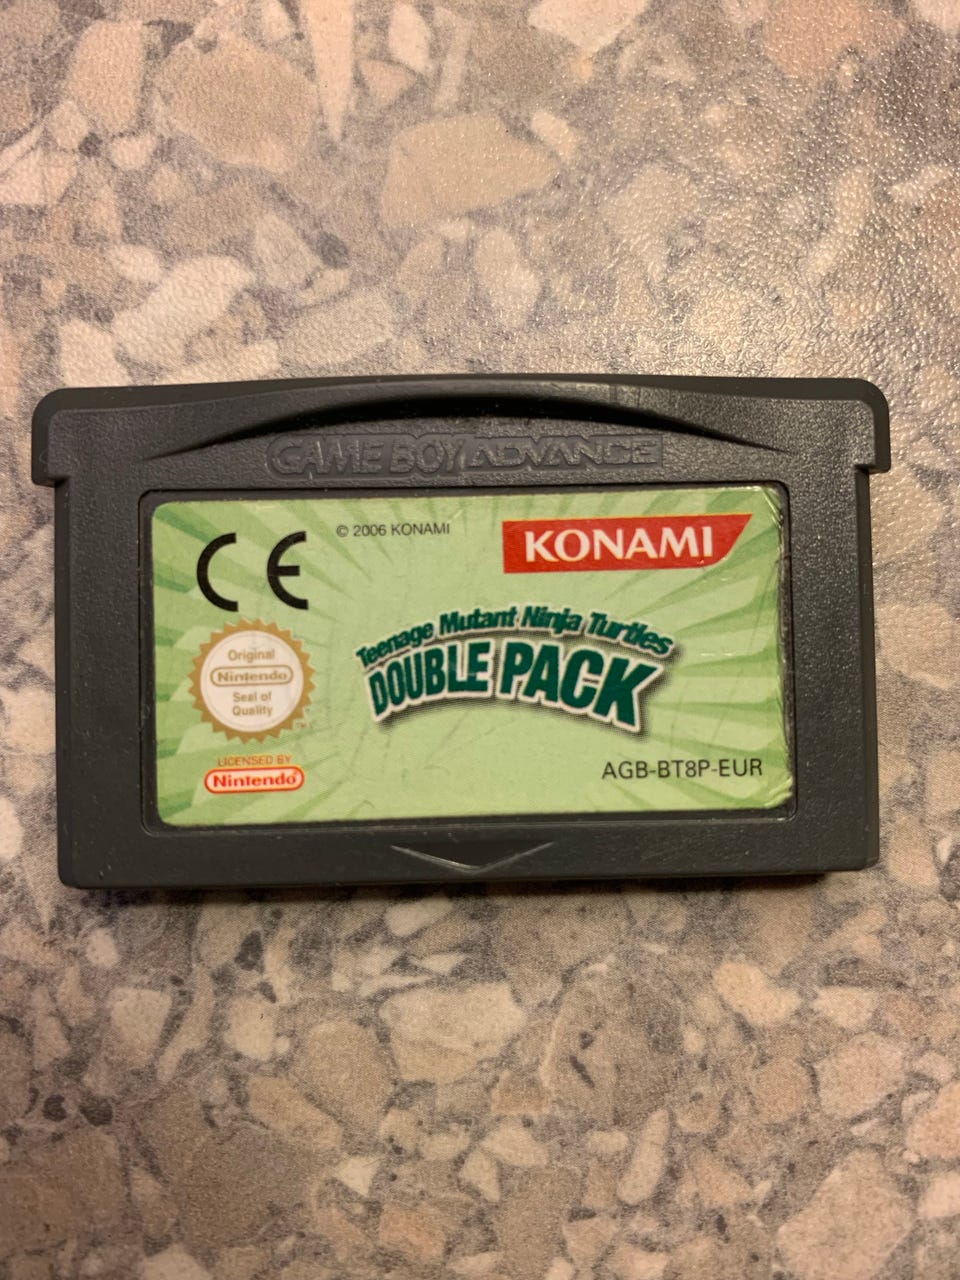 GAME BOY ADVANCE
CE
© 2006 KONAMI
KONAMI
Teenage Mutant Ninja Turtles
DOUBLE PACK
Original
Nintendo
Seal of
Quality
TM
LICENSED BY
Nintendo
AGB-BT8P-EUR